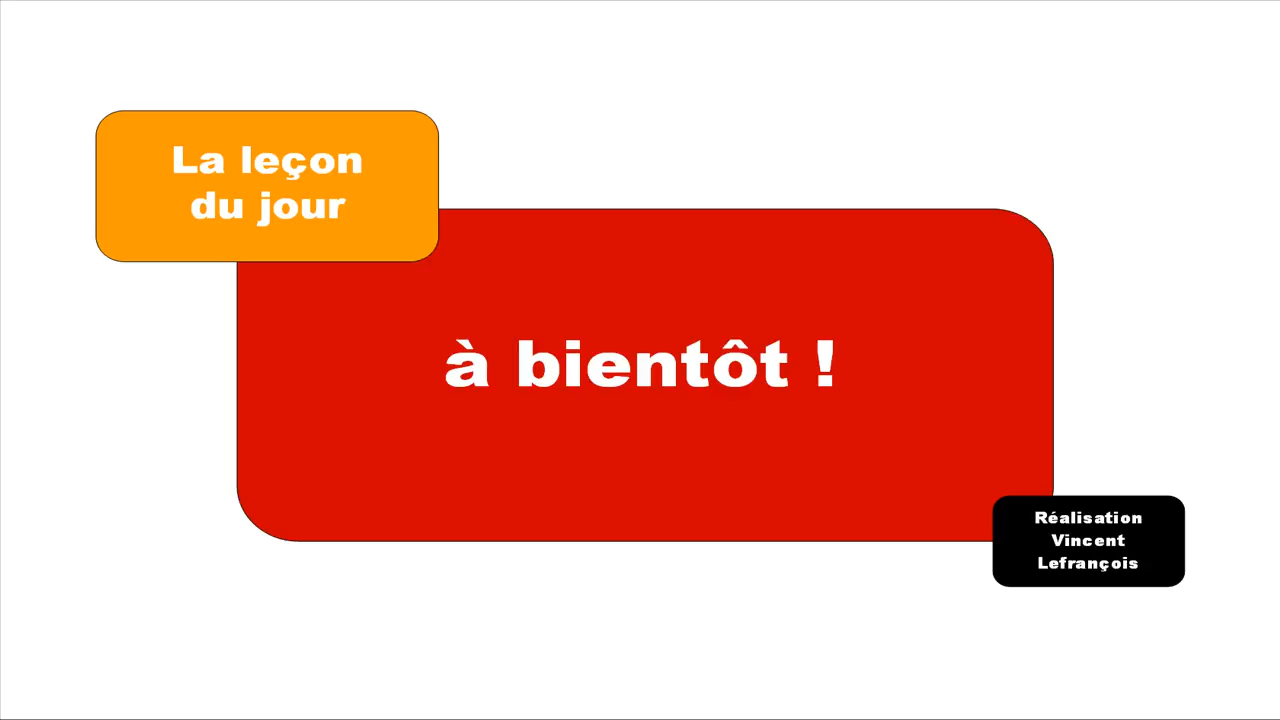 La leçon
du jour
à bientôt !
Réalisation
Vincent
Lefrançois